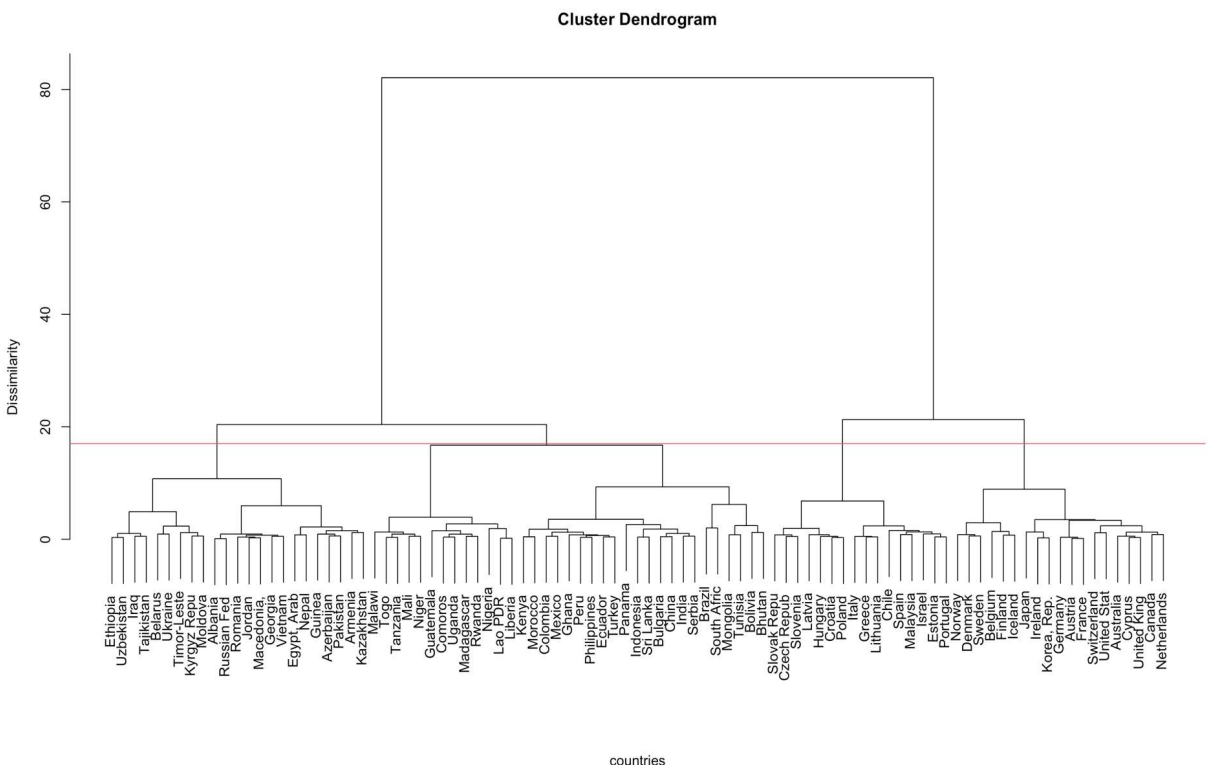 Cluster Dendrogram
Dissimilarity
80
60
40
20
0
Ethiopia
Uzbekistan
Iraq
Tajikistan
Belarus
Ukraine
Timor-Leste
Kyrgyz Repu
Moldova
Albania
Russian Fed
Romania
Jordan
Macedonia,
Georgia
Vietnam
Egypt, Arab
Nepal
Guinea
Azerbaijan
Pakistan
Armenia
Kazakhstan
Malawi
Togo
Tanzania
Mali
Niger
Guatemala
Comoros
Uganda
Madagascar
Rwanda
Nigeria
Lao PDR
Liberia
Kenya
Morocco
Colombia
Mexico
Ghana
Peru
Philippines
Ecuador
Turkey
Panama
Indonesia
Sri Lanka
Bulgaria
China
India
Serbia
Brazil
South Afric
Mongolia
Tunisia
Bolivia
Bhutan
Slovak Repu
Czech Repub
Slovenia
Latvia
Hungary
Croatia
Poland
Italy
Greece
Lithuania
Chile
Spain
Malaysia
Israel
Estonia
Portugal
Norway
Denmark
Sweden
Belgium
Finland
Iceland
Japan
Ireland
Korea, Rep.
Germany
Austria
France
Switzerland
United Stat
Australia
Cyprus
United King
Canada
Netherlands
countries